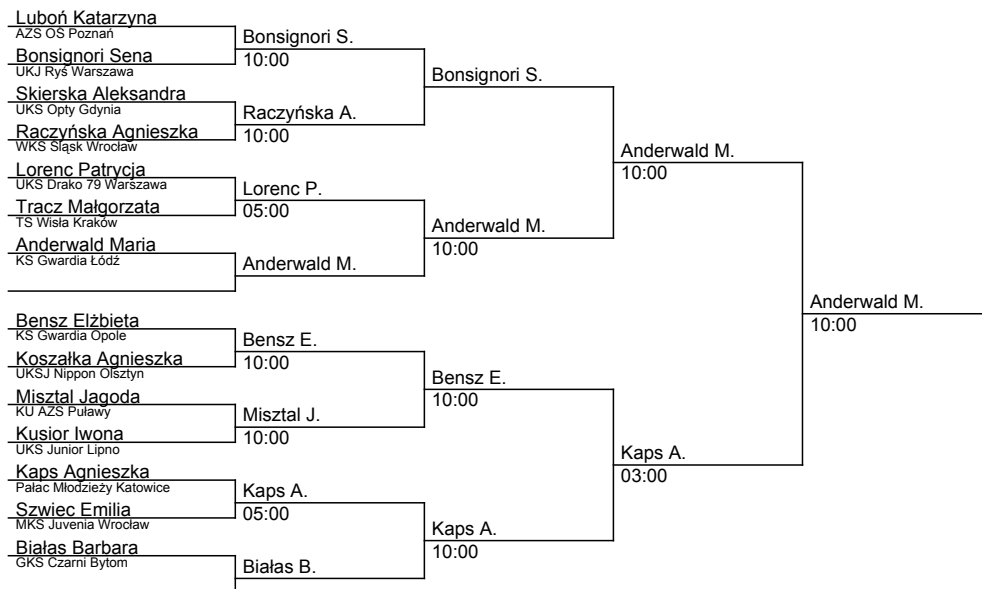 Luboń Katarzyna
AZS OŚ Poznań
Bonsignori S.
10:00
Bonsignori Sena
UKJ Ryś Warszawa
Bonsignori S.
Skierska Aleksandra
UKS Opty Gdynia
Raczyńska A.
10:00
Raczyńska Agnieszka
WKS Śląsk Wrocław
Anderwald M.
10:00
Lorenc Patrycja
UKS Drako 79 Warszawa
Lorenc P.
05:00
Tracz Małgorzata
TS Wisła Kraków
Anderwald M.
10:00
Anderwald Maria
KS Gwardia Łódź
Anderwald M.
Anderwald M.
10:00
Bensz Elżbieta
KS Gwardia Opole
Bensz E.
10:00
Koszałka Agnieszka
UKSJ Nippon Olsztyn
Bensz E.
10:00
Misztal Jagoda
KU AZS Puławy
Misztal J.
10:00
Kusior Iwona
UKS Junior Lipno
Kaps A.
03:00
Kaps Agnieszka
Pałac Młodzieży Katowice
Kaps A.
05:00
Szwiec Emilia
MKS Juvenia Wrocław
Kaps A.
10:00
Białas Barbara
GKS Czarni Bytom
Białas B.